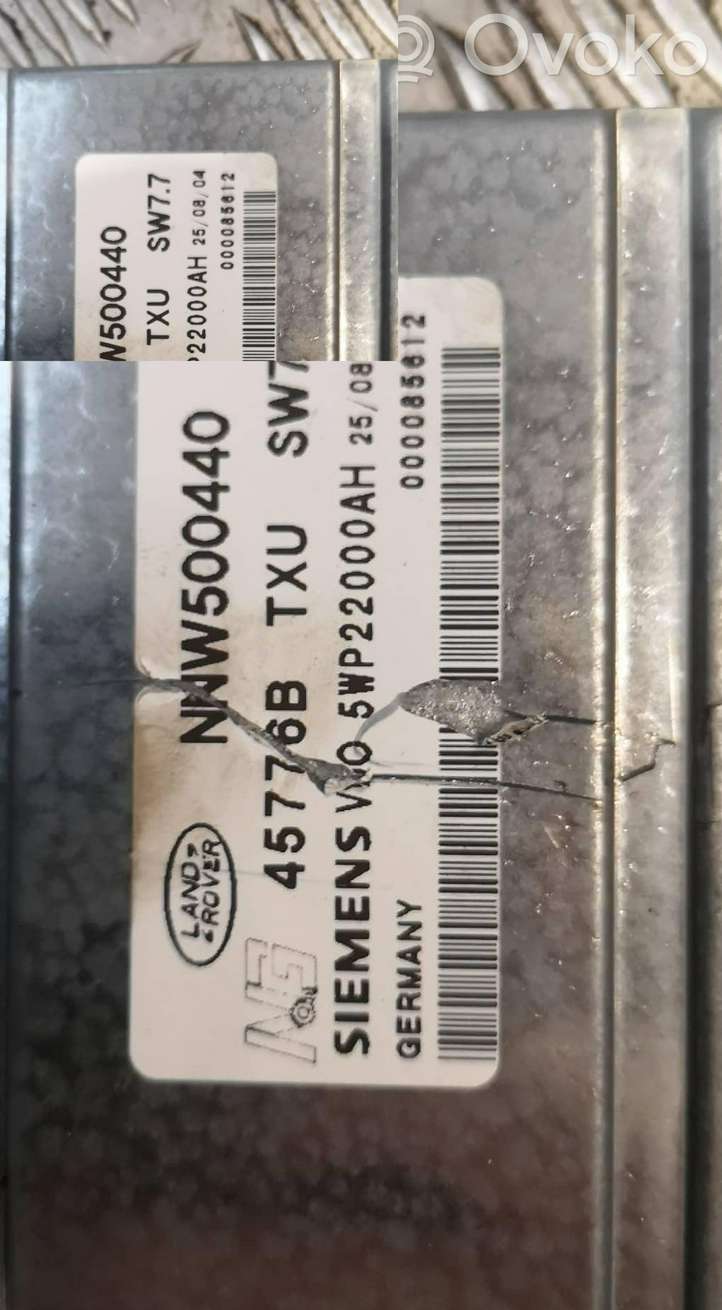 Ovoko
W500440
TXU SW7.7
P22000AH 25/08/04
000085612
NNW500440
45776B TXU SW7
SIEMENS 5WP22000AH 25/08
GERMANY 000085612
LAND ROVER